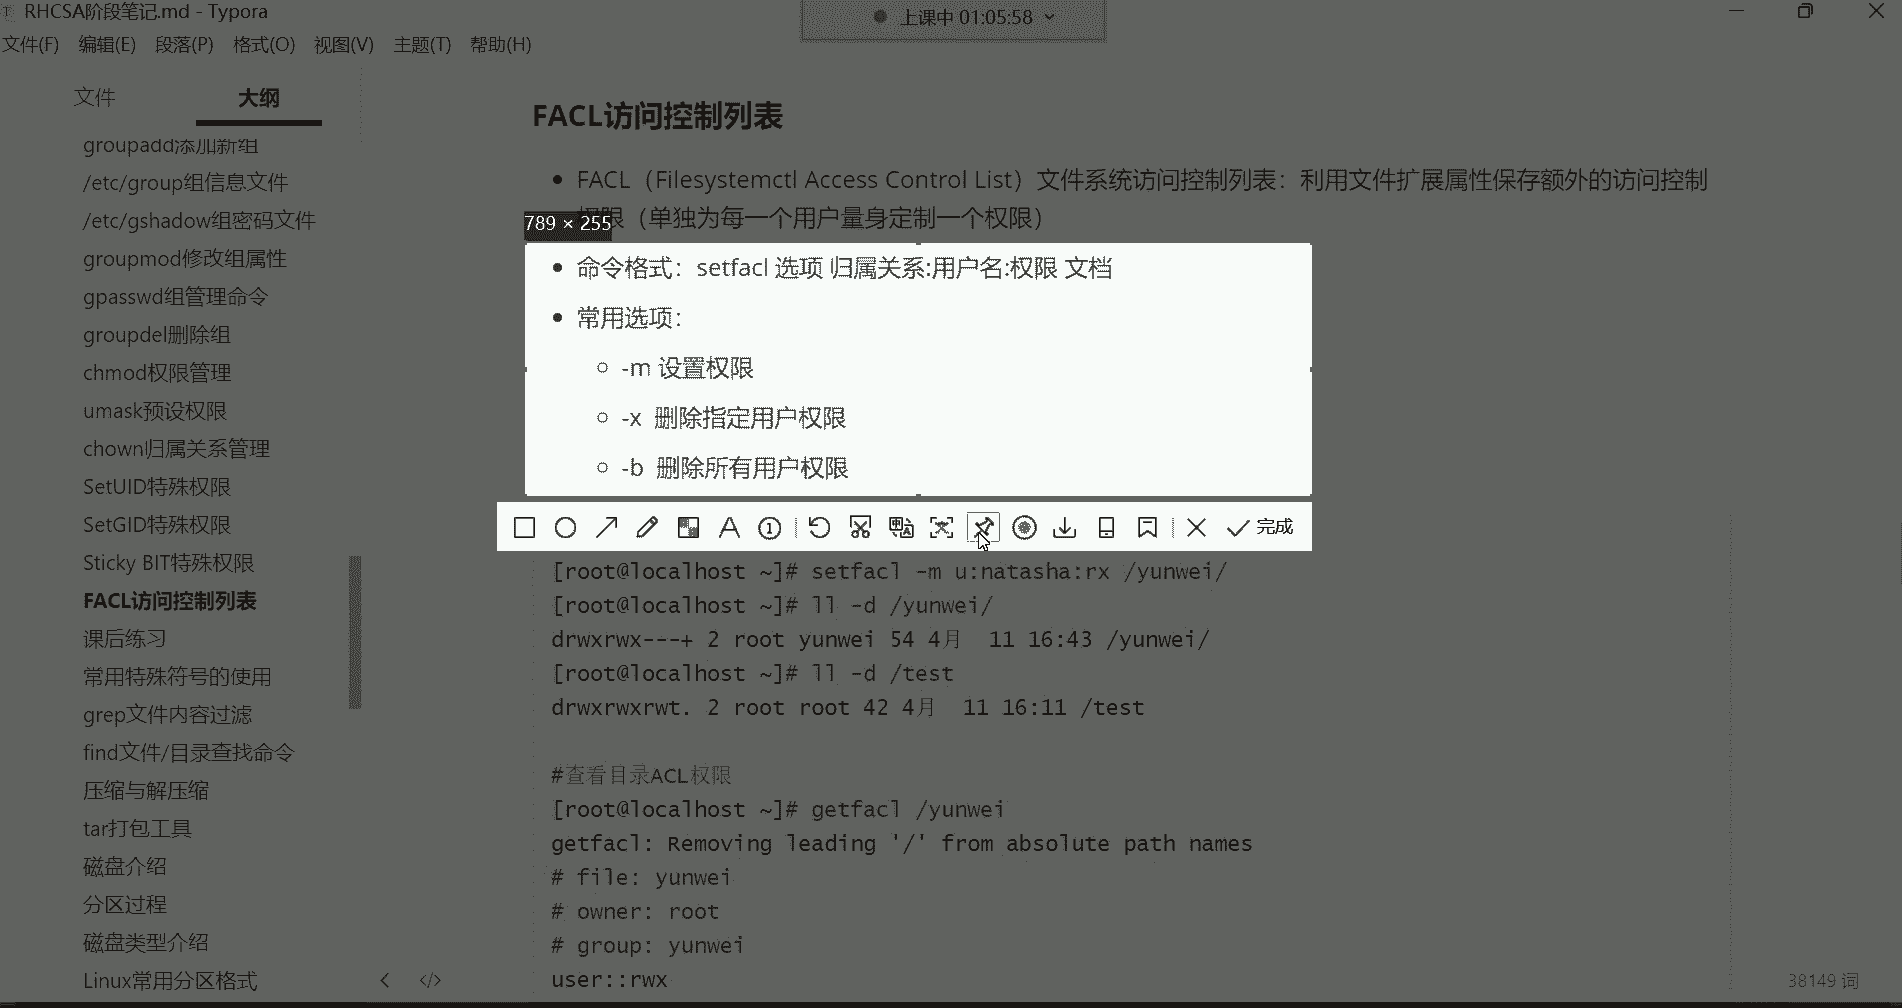 RHCSA阶段笔记.md - Typora
上课中 01:05:58
文件(F) 编辑(E) 段落(P) 格式(O) 视图(V) 主题(T) 帮助(H)
文件 大纲
groupadd添加新组
/etc/group组信息文件
/etc/gshadow组密码文件
groupmod修改组属性
gpasswd组管理命令
groupdel删除组
chmod权限管理
umask预设权限
chown归属关系管理
SetUID特殊权限
SetGID特殊权限
Sticky BIT特殊权限
FACL访问控制列表
课后练习
常用特殊符号的使用
grep文件内容过滤
find文件/目录查找命令
压缩与解压缩
tar打包工具
磁盘介绍
分区过程
磁盘类型介绍
Linux常用分区格式
FACL访问控制列表
FACL（Filesystemctl Access Control List）文件系统访问控制列表：利用文件扩展属性保存额外的访问控制
权限（单独为每一个用户量身定制一个权限）
789 × 255
命令格式：setfacl 选项 归属关系:用户名:权限 文档
常用选项：
-m 设置权限
-x 删除指定用户权限
-b 删除所有用户权限
完成
[root@localhost ~]# setfacl -m u:natasha:rx /yunwei/
[root@localhost ~]# ll -d /yunwei/
drwxrwx---+ 2 root yunwei 54 4月 11 16:43 /yunwei/
[root@localhost ~]# ll -d /test
drwxrwxrwt. 2 root root 42 4月 11 16:11 /test
#查看目录ACL权限
[root@localhost ~]# getfacl /yunwei
getfacl: Removing leading '/' from absolute path names
# file: yunwei
# owner: root
# group: yunwei
user::rwx
38149 词